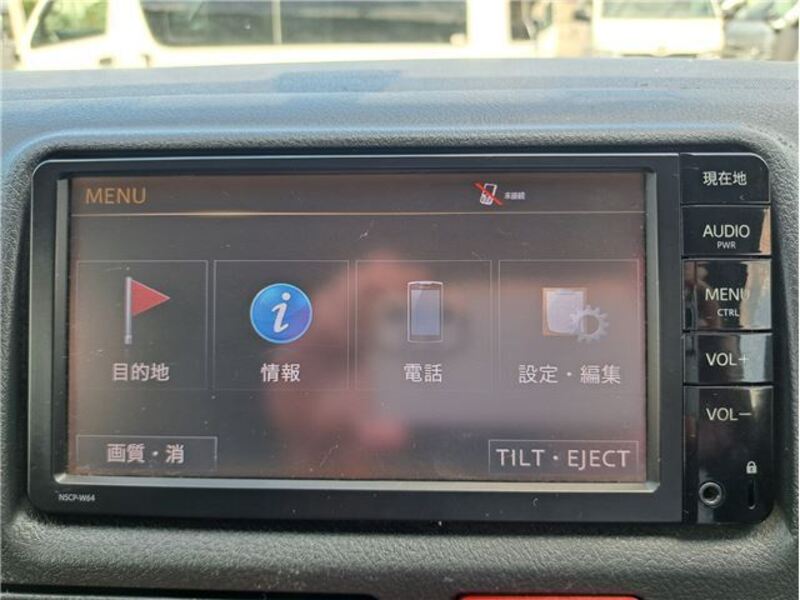 MENU
未接続
目的地
情報
電話
設定・編集
画質・消
TILT・EJECT
NSCP-W64
現在地
AUDIO
PWR
MENU
CTRL
VOL+
VOL−